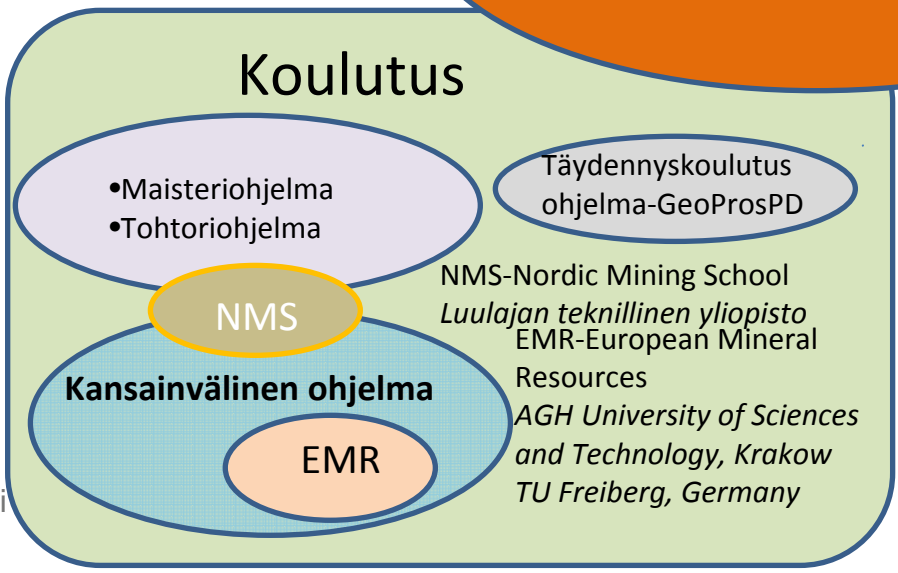 Koulutus
•Maisteriohjelma
•Tohtoriohjelma
Täydennyskoulutus
ohjelma-GeoProsPD
NMS
NMS-Nordic Mining School
Luulajan teknillinen yliopisto
EMR-European Mineral
Resources
AGH University of Sciences
and Technology, Krakow
TU Freiberg, Germany
Kansainvälinen ohjelma
EMR
i